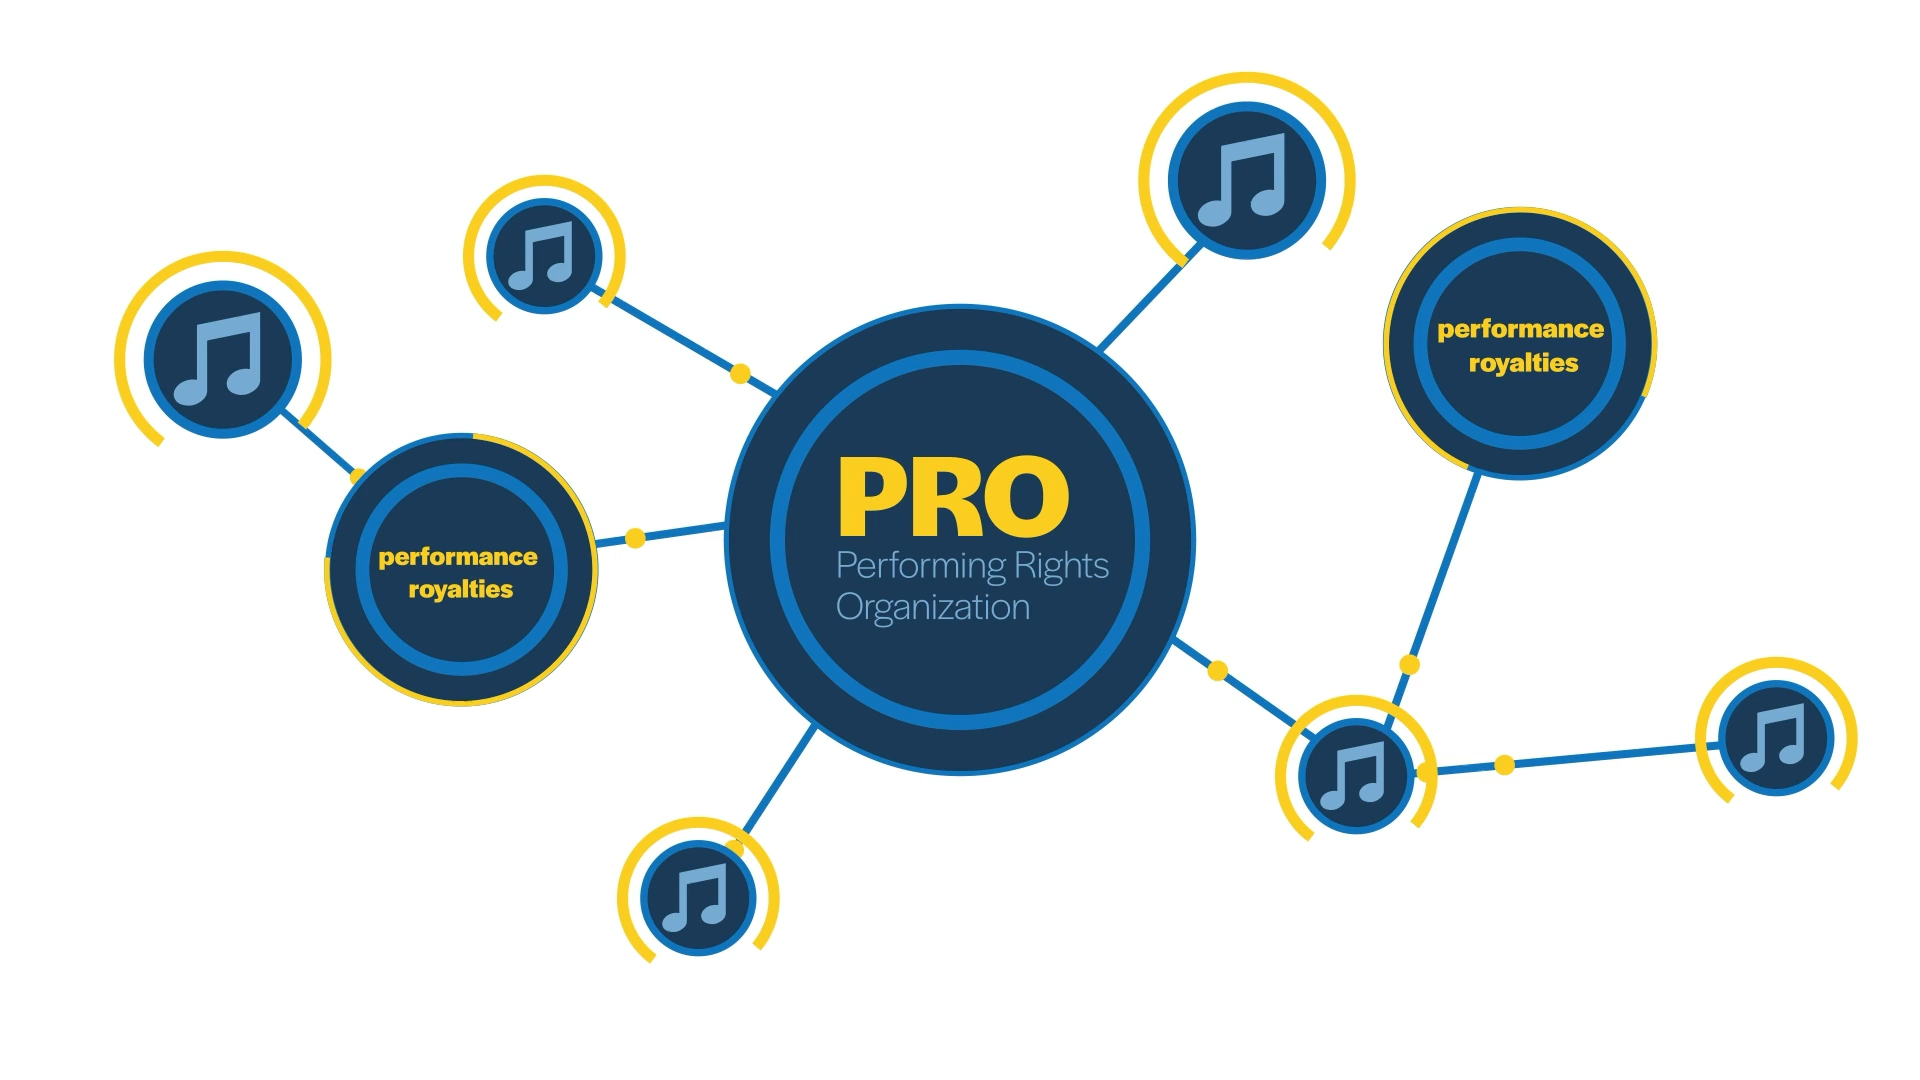 performance
royalties
PRO
Performing Rights
Organization
performance
royalties